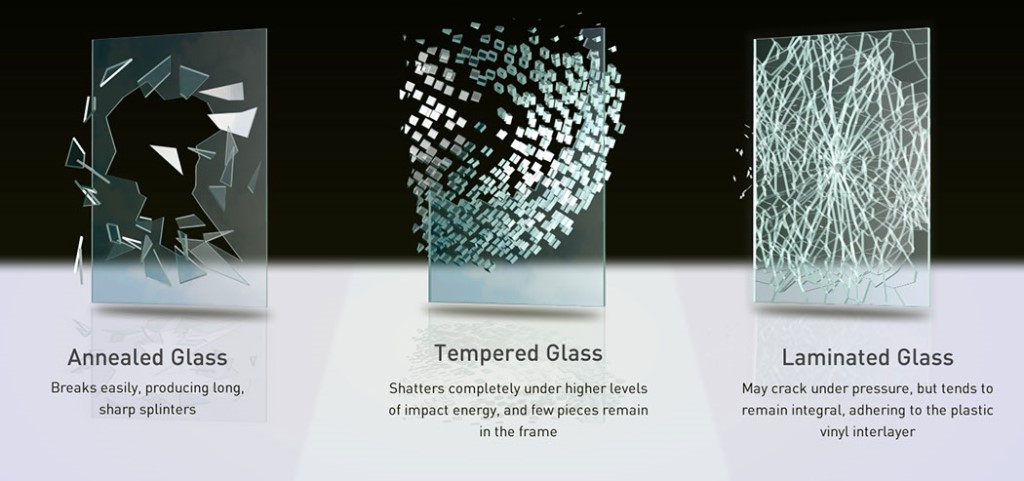 Annealed Glass
Breaks easily, producing long,
sharp splinters
Tempered Glass
Shatters completely under higher levels
of impact energy, and few pieces remain
in the frame
Laminated Glass
May crack under pressure, but tends to
remain integral, adhering to the plastic
vinyl interlayer